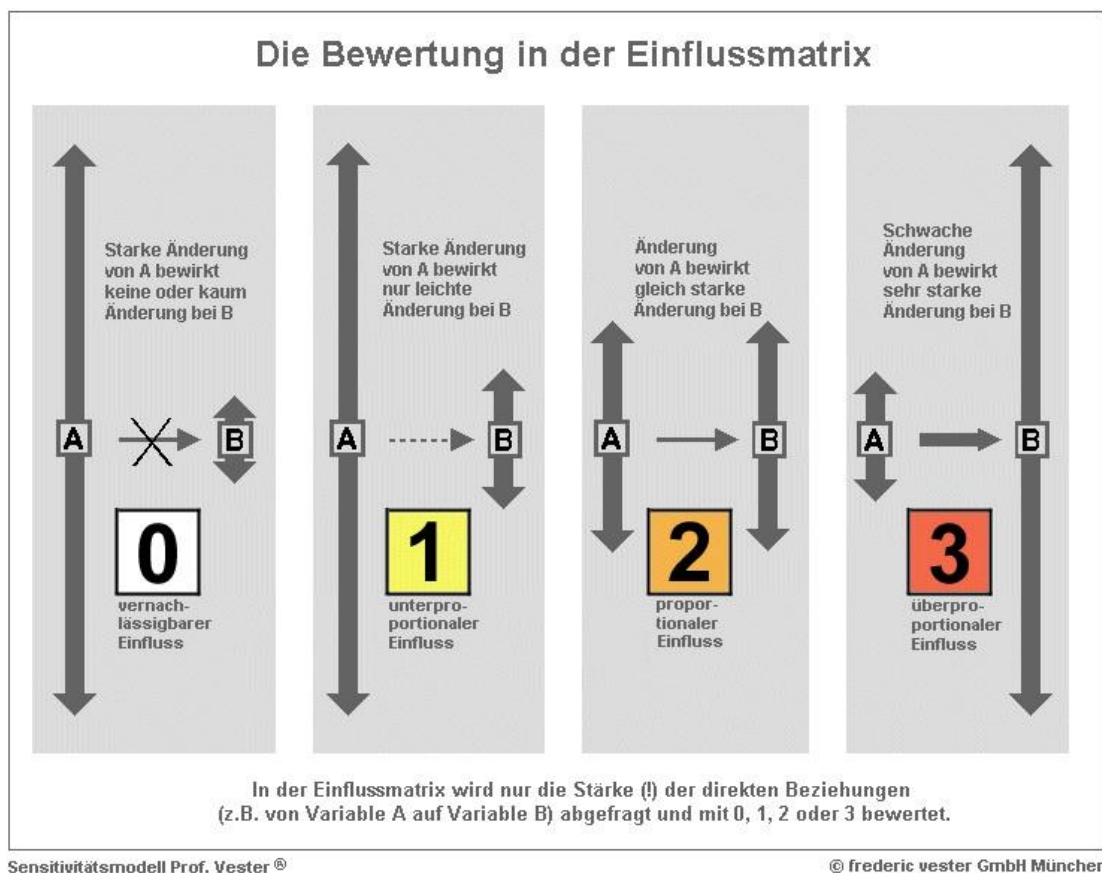 Die Bewertung in der Einflussmatrix
Starke Änderung
von A bewirkt
keine oder kaum
Änderung bei B
A
B
0
vernach-
lässigbarer
Einfluss
Starke Änderung
von A bewirkt
nur leichte
Änderung bei B
A
B
1
unterpro-
portionaler
Einfluss
Änderung
von A bewirkt
gleich starke
Änderung bei B
A
B
2
propor-
tionaler
Einfluss
Schwache
Änderung
von A bewirkt
sehr starke
Änderung bei B
A
B
3
überpro-
portionaler
Einfluss
In der Einflussmatrix wird nur die Stärke (!) der direkten Beziehungen
(z.B. von Variable A auf Variable B) abgefragt und mit 0, 1, 2 oder 3 bewertet.
Sensitivitätsmodell Prof. Vester ®
© frederic vester GmbH München